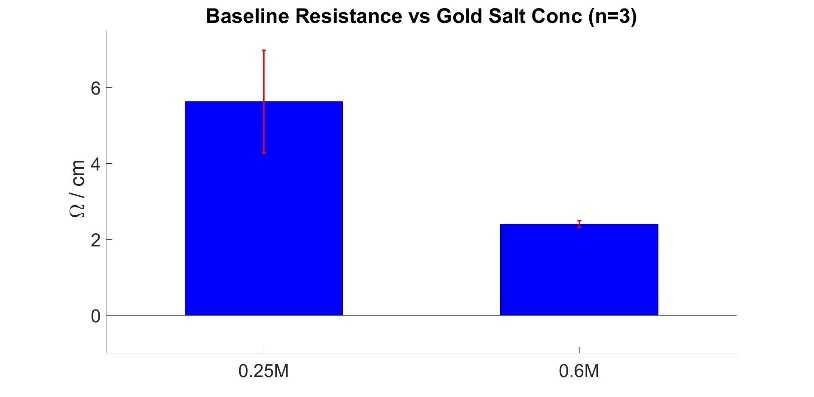 Baseline Resistance vs Gold Salt Conc (n=3)
Ω / cm
6
4
2
0
0.25M
0.6M